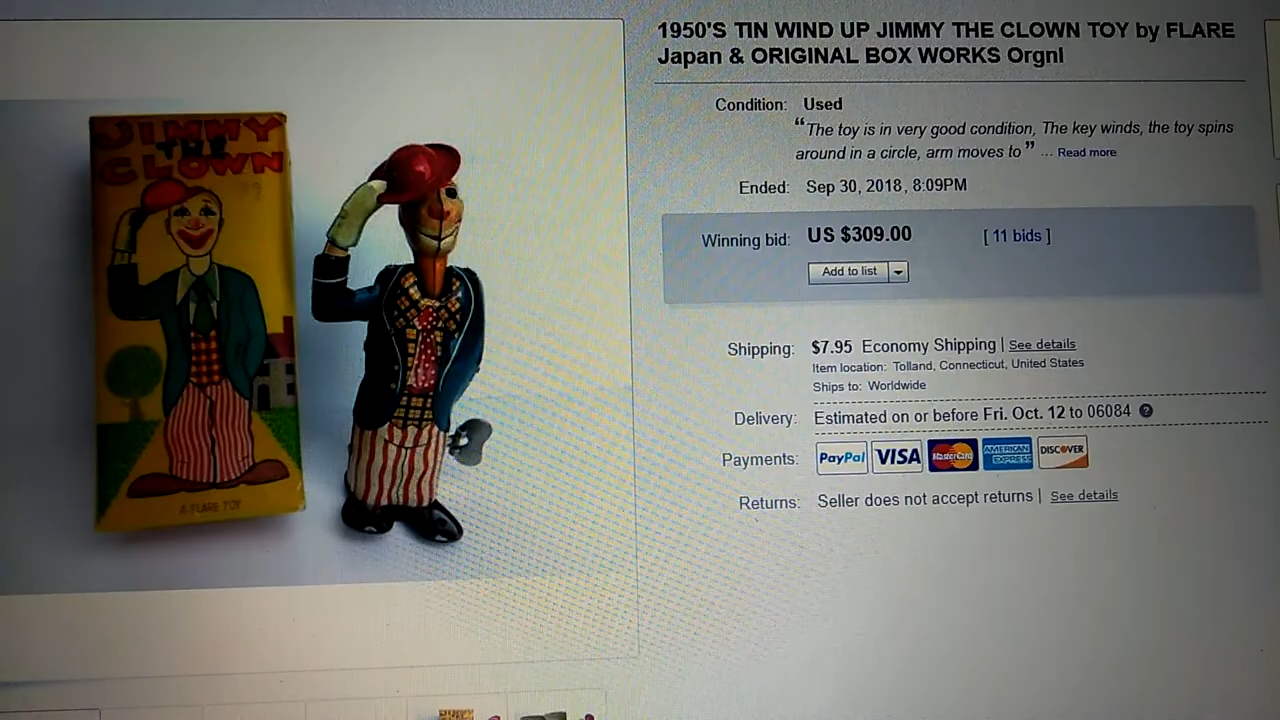 JIMMY
THE
CLOWN
A FLARE TOY
1950'S TIN WIND UP JIMMY THE CLOWN TOY by FLARE
Japan & ORIGINAL BOX WORKS Orgnl
Condition: Used
“The toy is in very good condition, The key winds, the toy spins
around in a circle, arm moves to” ... Read more
Ended: Sep 30, 2018, 8:09PM
Winning bid: US $309.00 [ 11 bids ]
Add to list
Shipping: $7.95 Economy Shipping | See details
Item location: Tolland, Connecticut, United States
Ships to: Worldwide
Delivery: Estimated on or before Fri. Oct. 12 to 06084 ?
Payments: PayPal VISA MasterCard AMERICAN EXPRESS DISCOVER
Returns: Seller does not accept returns | See details